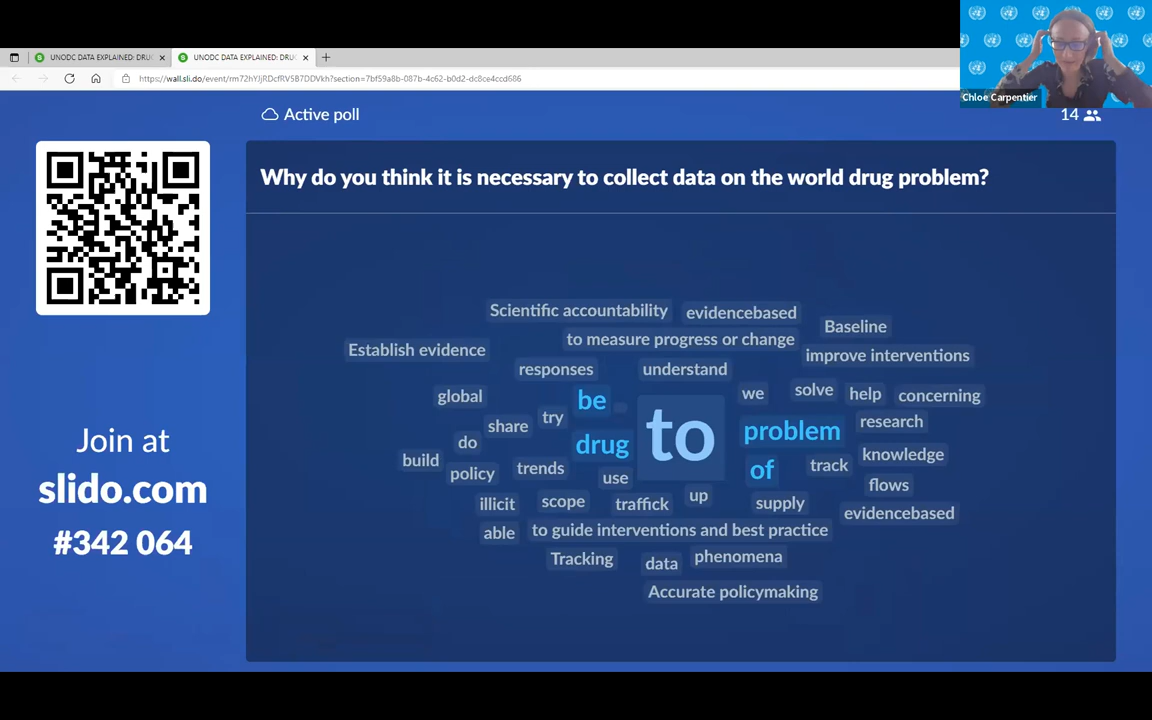 UNODC DATA EXPLAINED: DRUG
UNODC DATA EXPLAINED: DRUG
Chloe Carpentier
Active poll
14
Why do you think it is necessary to collect data on the world drug problem?
Scientific accountability
evidencebased
Baseline
to measure progress or change
Establish evidence
improve interventions
responses
understand
global
be
we
solve
help
concerning
share
try
drug
to
problem
research
do
build
policy
trends
use
of
track
knowledge
flows
illicit
scope
traffick
up
supply
evidencebased
able
to guide interventions and best practice
Tracking
data
phenomena
Accurate policymaking
Join at
slido.com
#342 064